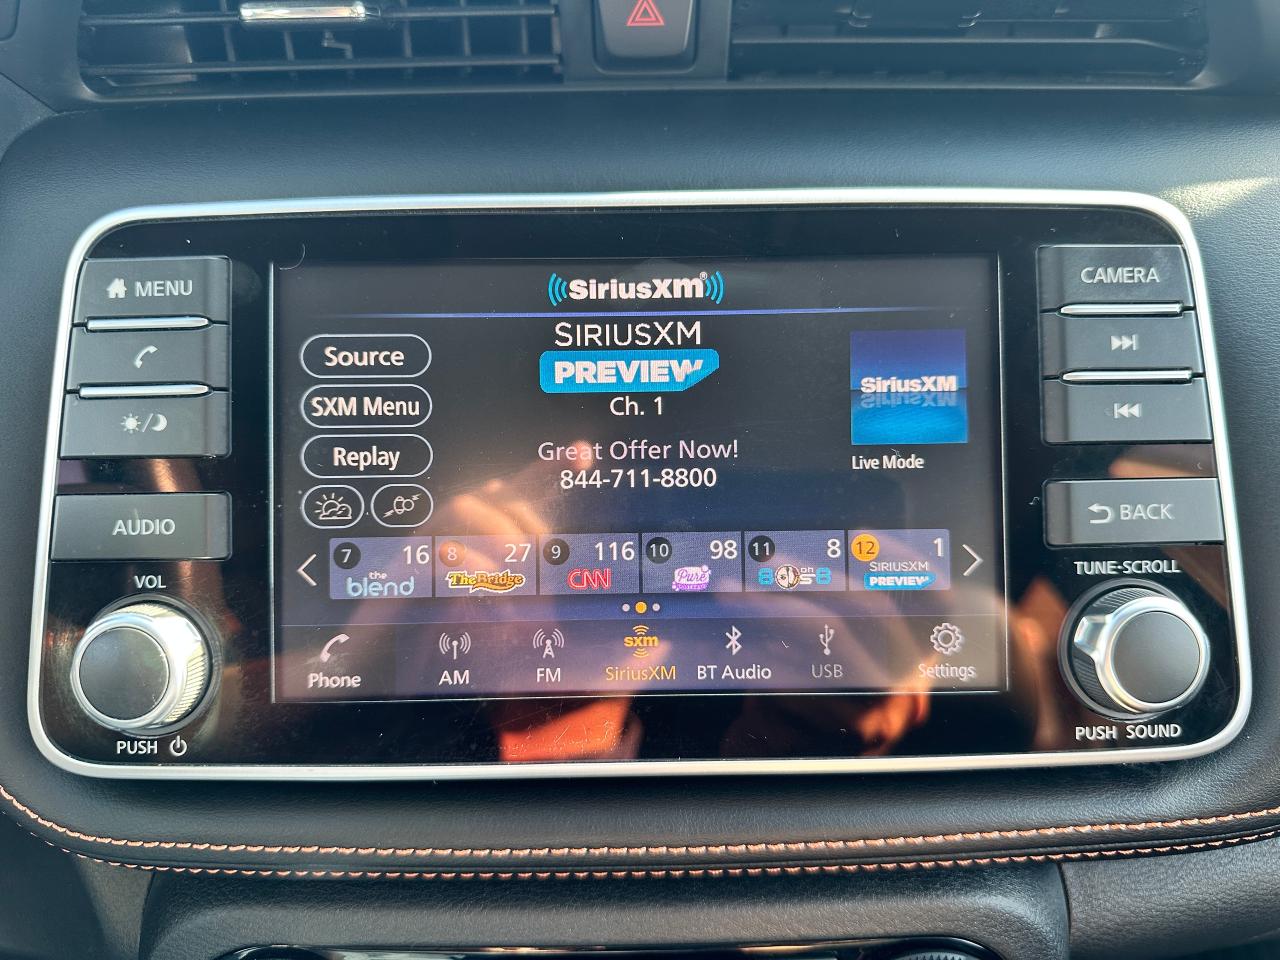 MENU
AUDIO
VOL
PUSH
SiriusXM®
SIRIUSXM
PREVIEW
Ch. 1
Great Offer Now!
844-711-8800
Source
SXM Menu
Replay
SiriusXM
Live Mode
7 16
the
blend
8 27
The Bridge
9 116
CNN
10 98
Pure
11 8
80s on 8
12 1
SIRIUSXM
PREVIEW
Phone
AM
FM
sxm
SiriusXM
BT Audio
USB
Settings
CAMERA
BACK
TUNE-SCROLL
PUSH SOUND